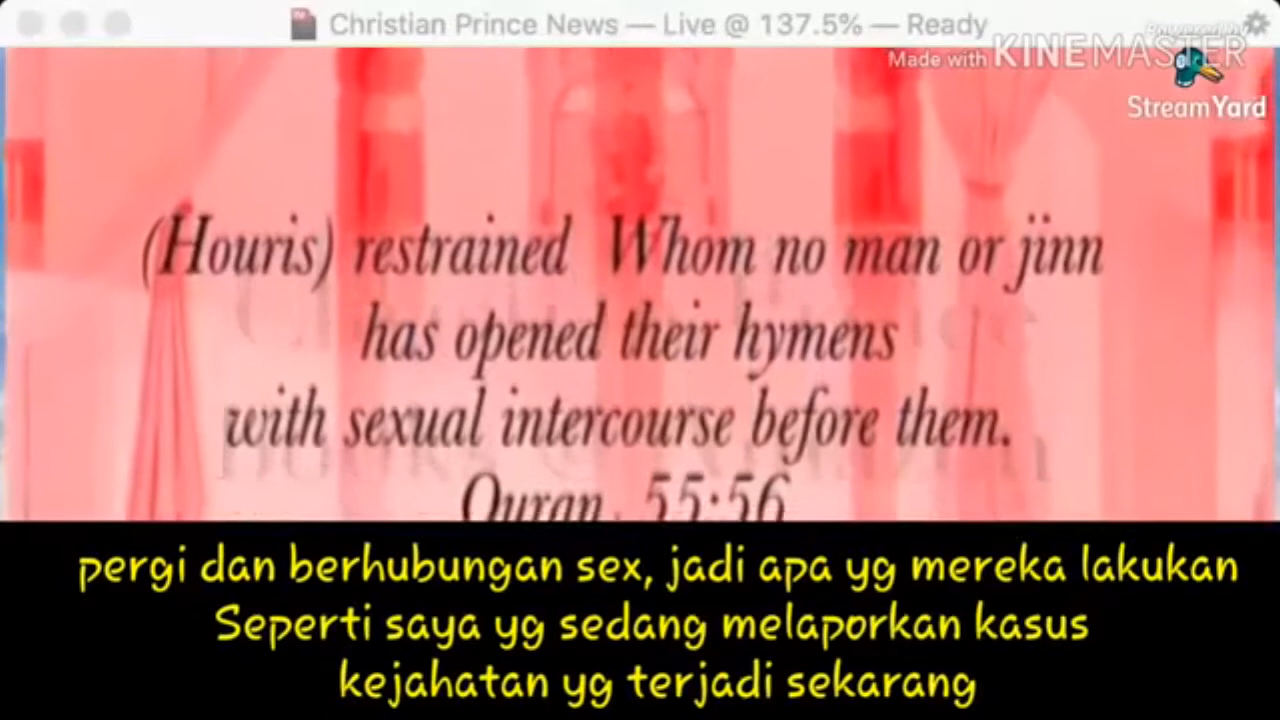 Christian Prince News — Live @ 137.5% — Ready
Powered by
Made with KINEMASTER
StreamYard
(Houris) restrained Whom no man or jinn
has opened their hymens
with sexual intercourse before them.
Quran 55:56
pergi dan berhubungan sex, jadi apa yg mereka lakukan
Seperti saya yg sedang melaporkan kasus
kejahatan yg terjadi sekarang